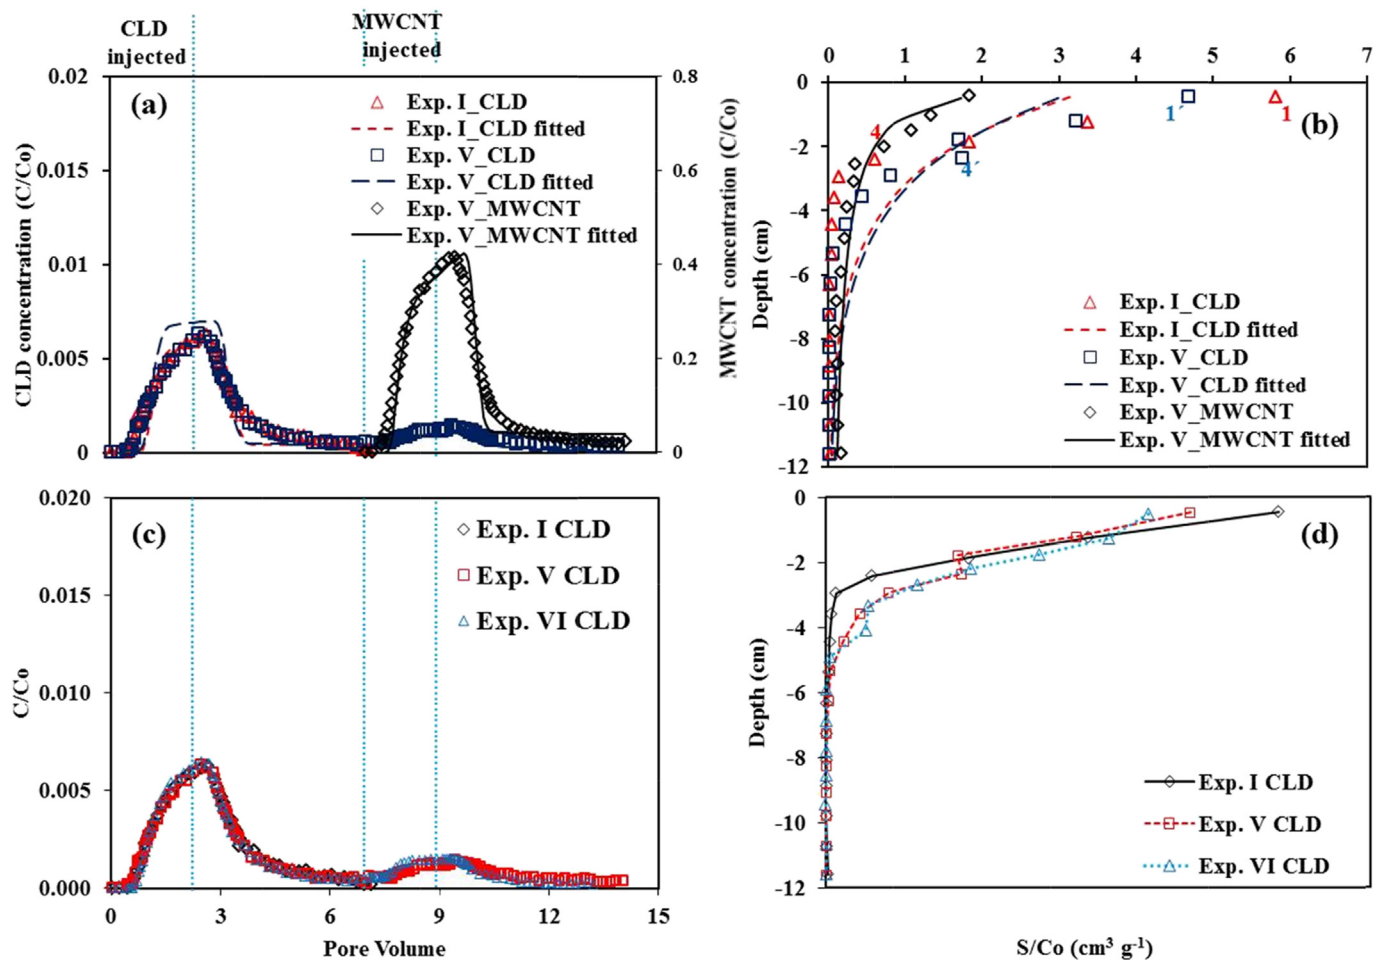 CLD
injected
MWCNT
injected
(a)
0.02
0.015
0.01
0.005
0
0.8
0.6
0.4
0.2
0
CLD concentration (C/Co)
MWCNT concentration (C/Co)
Exp. I_CLD
Exp. I_CLD fitted
Exp. V_CLD
Exp. V_CLD fitted
Exp. V_MWCNT
Exp. V_MWCNT fitted
0 1 2 3 4 5 6 7
(b)
0
-2
-4
-6
-8
-10
-12
Depth (cm)
4
1
1
4
Exp. I_CLD
Exp. I_CLD fitted
Exp. V_CLD
Exp. V_CLD fitted
Exp. V_MWCNT
Exp. V_MWCNT fitted
(c)
0.020
0.015
0.010
0.005
0.000
C/Co
Exp. I CLD
Exp. V CLD
Exp. VI CLD
0 3 6 9 12 15
Pore Volume
(d)
0
-2
-4
-6
-8
-10
-12
Depth (cm)
Exp. I CLD
Exp. V CLD
Exp. VI CLD
S/Co (cm³ g⁻¹)